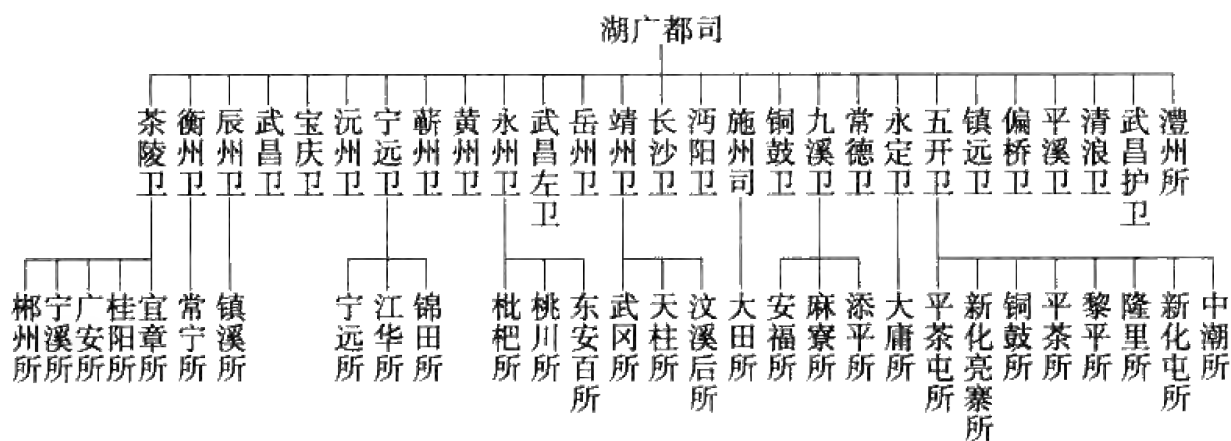 湖广都司
茶陵卫
衡州卫
辰州卫
武昌卫
宝庆卫
沅州卫
宁远卫
蕲州卫
黄州卫
永州卫
武昌左卫
岳州卫
靖州卫
长沙卫
沔阳卫
施州司
铜鼓卫
九溪卫
常德卫
永定卫
五开卫
镇远卫
偏桥卫
平溪卫
清浪卫
武昌护卫
澧州所
郴州所
宁溪所
广安所
桂阳所
宜章所
常宁所
镇溪所
宁远所
江华所
锦田所
枇杷所
桃川所
东安百所
武冈所
天柱所
汶溪后所
大田所
安福所
麻寮所
添平所
大庸所
平茶屯所
新化亮寨所
铜鼓所
平茶所
黎平所
隆里所
新化屯所
中潮所